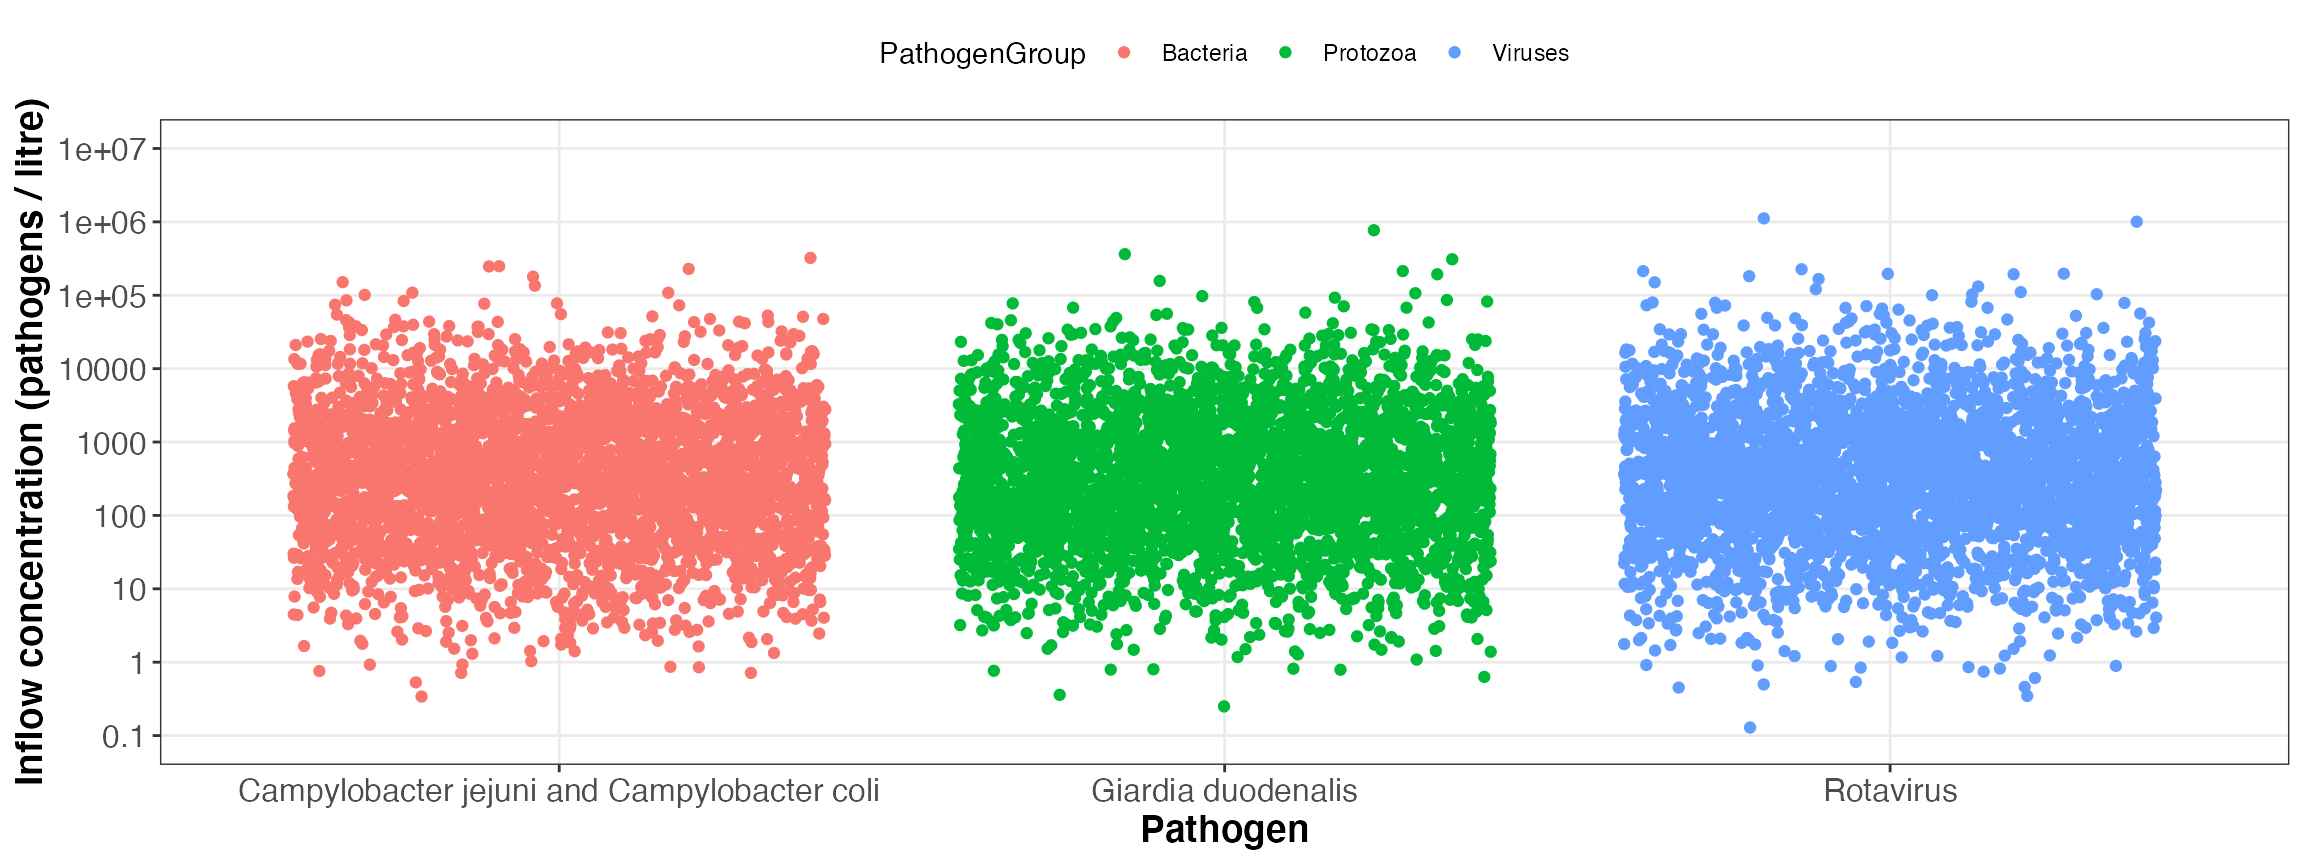 PathogenGroup Bacteria Protozoa Viruses
Inflow concentration (pathogens / litre)
1e+07
1e+06
1e+05
10000
1000
100
10
1
0.1
Campylobacter jejuni and Campylobacter coli Giardia duodenalis Rotavirus
Pathogen